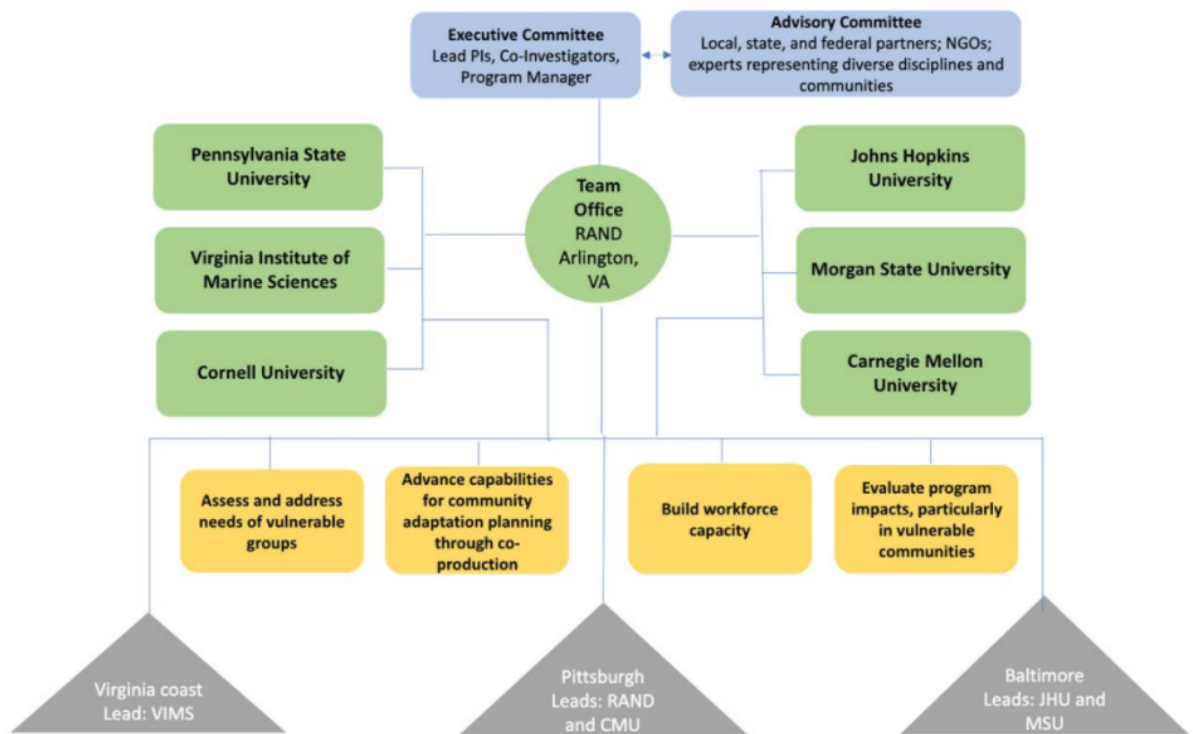 Executive Committee
Lead PIs, Co-Investigators,
Program Manager
Advisory Committee
Local, state, and federal partners; NGOs;
experts representing diverse disciplines and
communities
Pennsylvania State
University
Virginia Institute of
Marine Sciences
Cornell University
Team
Office
RAND
Arlington,
VA
Johns Hopkins
University
Morgan State University
Carnegie Mellon
University
Assess and address
needs of vulnerable
groups
Advance capabilities
for community
adaptation planning
through co-
production
Build workforce
capacity
Evaluate program
impacts, particularly
in vulnerable
communities
Virginia coast
Lead: VIMS
Pittsburgh
Leads: RAND
and CMU
Baltimore
Leads: JHU and
MSU